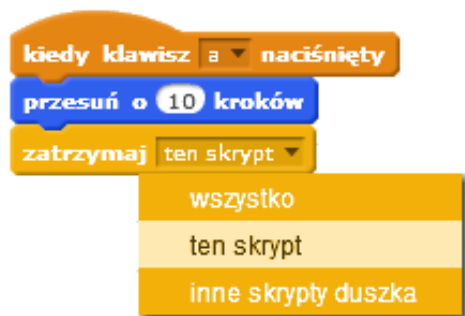 kiedy klawisz a naciśnięty
przesuń o 10 kroków
zatrzymaj ten skrypt
wszystko
ten skrypt
inne skrypty duszka